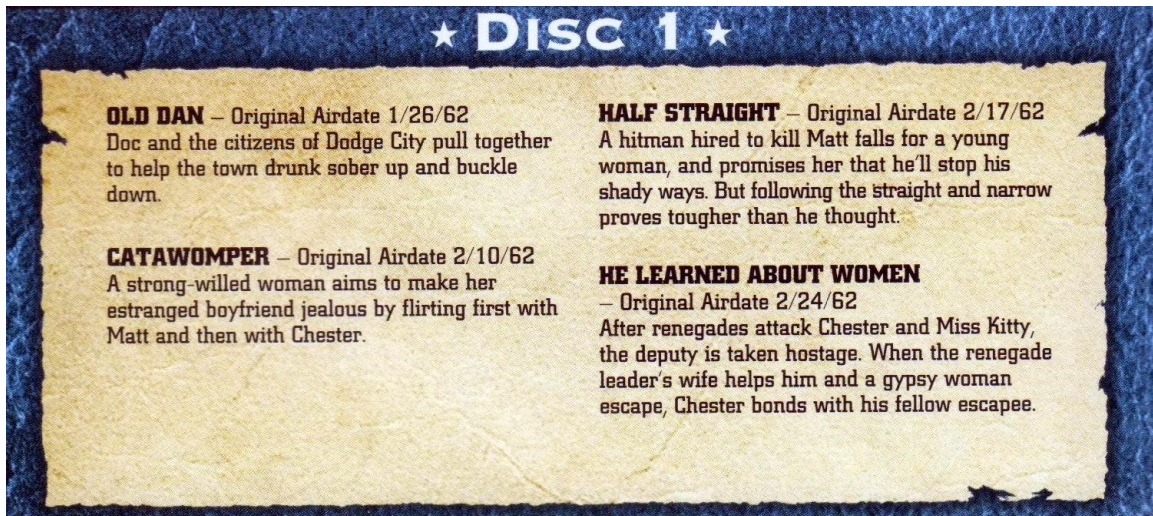 ★ DISC 1 ★
OLD DAN – Original Airdate 1/26/62
Doc and the citizens of Dodge City pull together
to help the town drunk sober up and buckle
down.
CATAWOMPER – Original Airdate 2/10/62
A strong-willed woman aims to make her
estranged boyfriend jealous by flirting first with
Matt and then with Chester.
HALF STRAIGHT – Original Airdate 2/17/62
A hitman hired to kill Matt falls for a young
woman, and promises her that he'll stop his
shady ways. But following the straight and narrow
proves tougher than he thought.
HE LEARNED ABOUT WOMEN
– Original Airdate 2/24/62
After renegades attack Chester and Miss Kitty,
the deputy is taken hostage. When the renegade
leader's wife helps him and a gypsy woman
escape, Chester bonds with his fellow escapee.